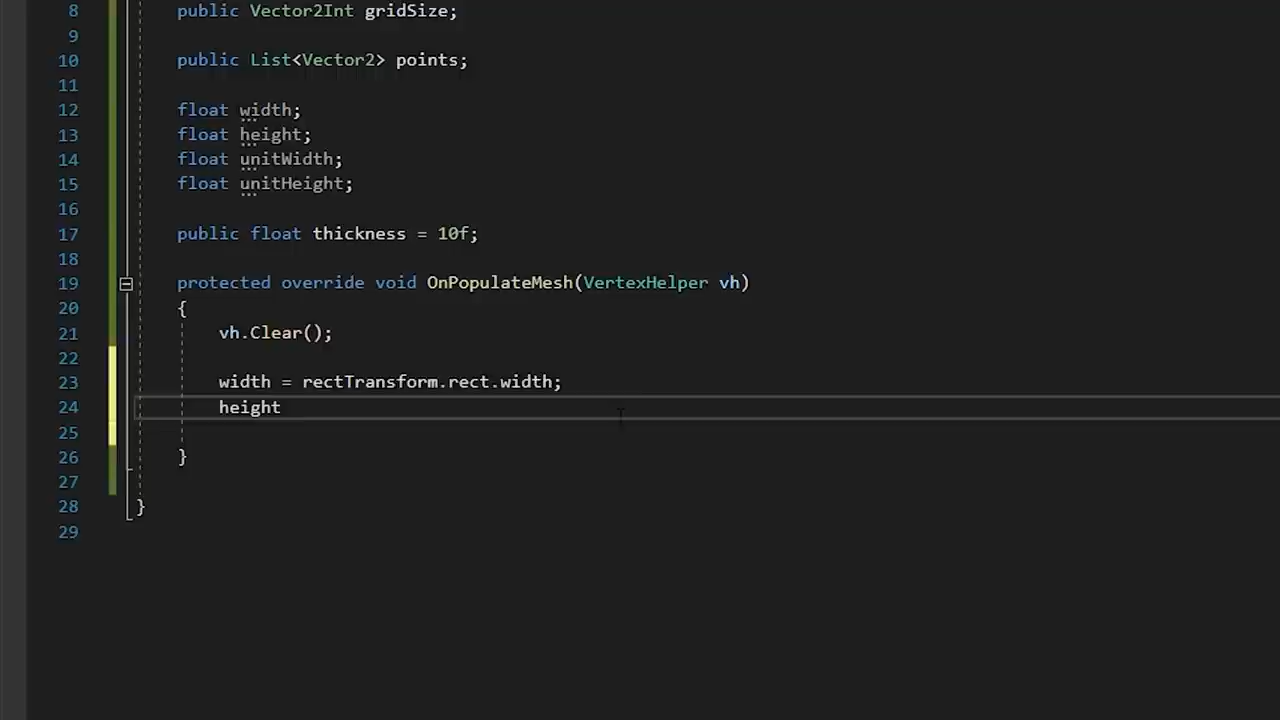 8 public Vector2Int gridSize;
9
10 public List<Vector2> points;
11
12 float width;
13 float height;
14 float unitWidth;
15 float unitHeight;
16
17 public float thickness = 10f;
18
19 protected override void OnPopulateMesh(VertexHelper vh)
20 {
21 vh.Clear();
22
23 width = rectTransform.rect.width;
24 height
25
26 }
27
28 }
29